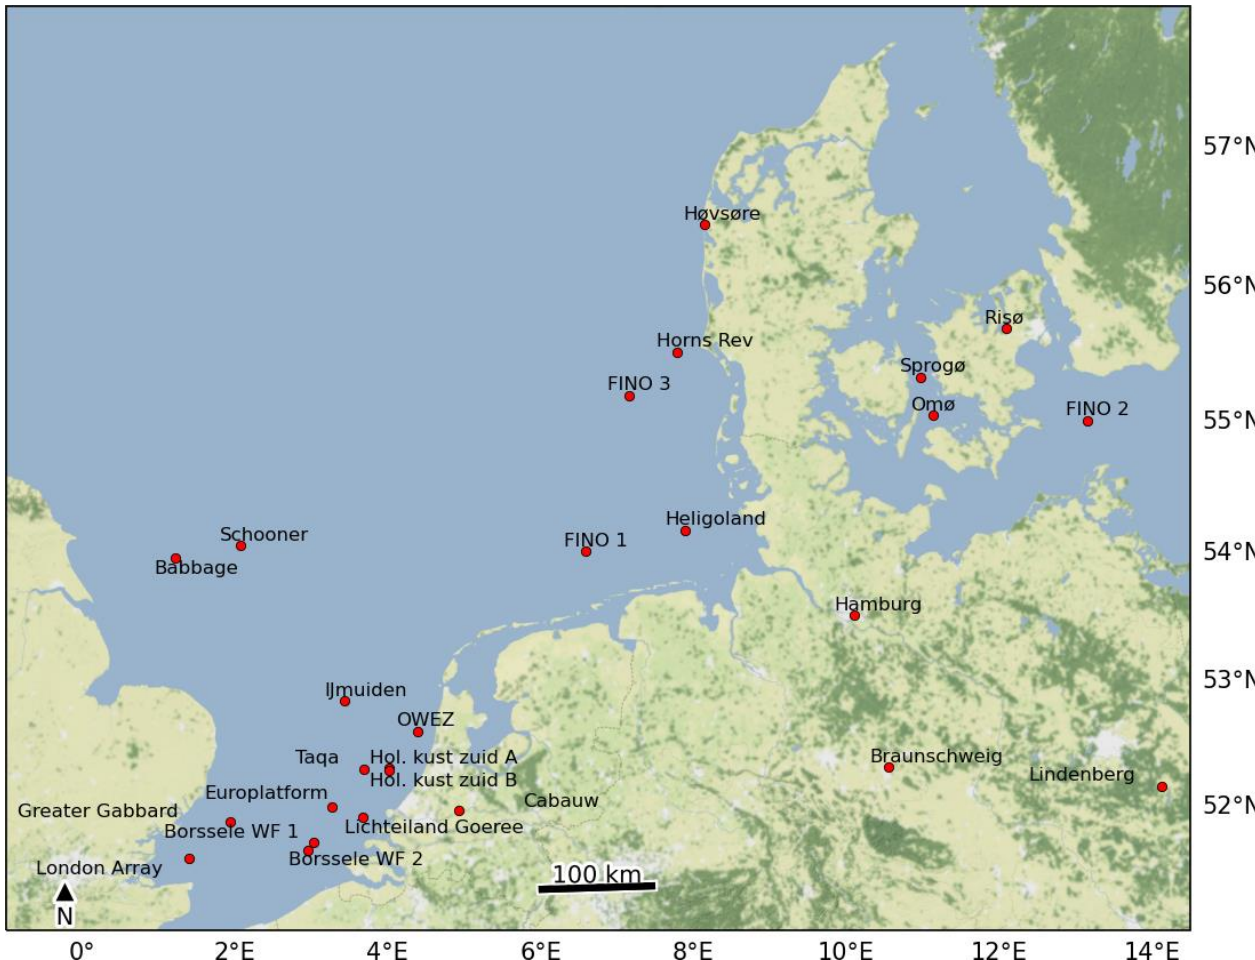 57°N
Høvsøre
56°N
Risø
Horns Rev
Sprogø
FINO 3
Omø
FINO 2
55°N
Heligoland
Schooner
FINO 1
54°N
Babbage
Hamburg
IJmuiden
53°N
OWEZ
Taqa
Hol. kust zuid A
Braunschweig
Lindenberg
Hol. kust zuid B
Europlatform
Cabauw
52°N
Greater Gabbard
Lichteiland Goeree
Borssele WF 1
Borssele WF 2
London Array
100 km
N
0°
2°E
4°E
6°E
8°E
10°E
12°E
14°E